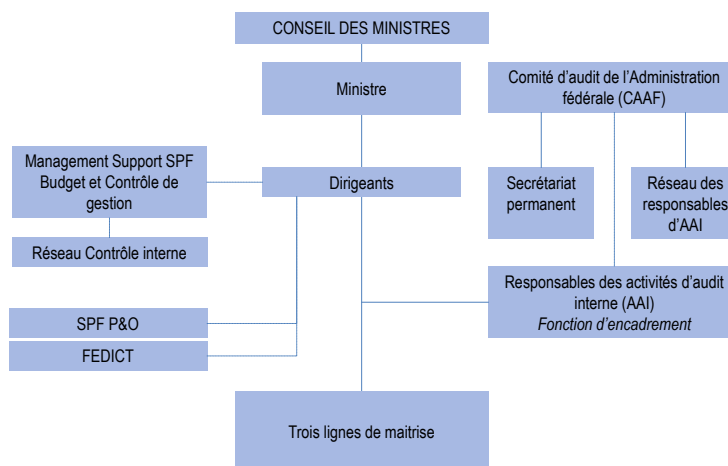 CONSEIL DES MINISTRES
Ministre
Comité d'audit de l'Administration
fédérale (CAAF)
Management Support SPF
Budget et Contrôle de
gestion
Dirigeants
Secrétariat
permanent
Réseau des
responsables
d'AAI
Réseau Contrôle interne
Responsables des activités d'audit
interne (AAI)
Fonction d'encadrement
SPF P&O
FEDICT
Trois lignes de maitrise